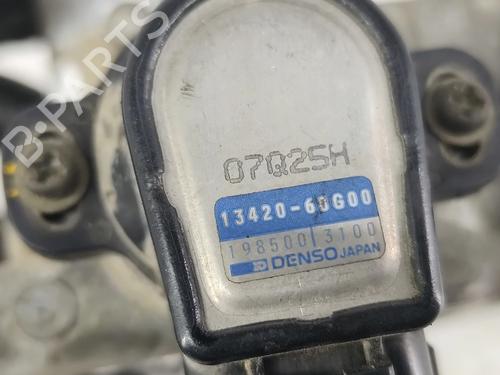 B-PARTS
07Q25H
13420-60G00
198500 3100
DENSO JAPAN